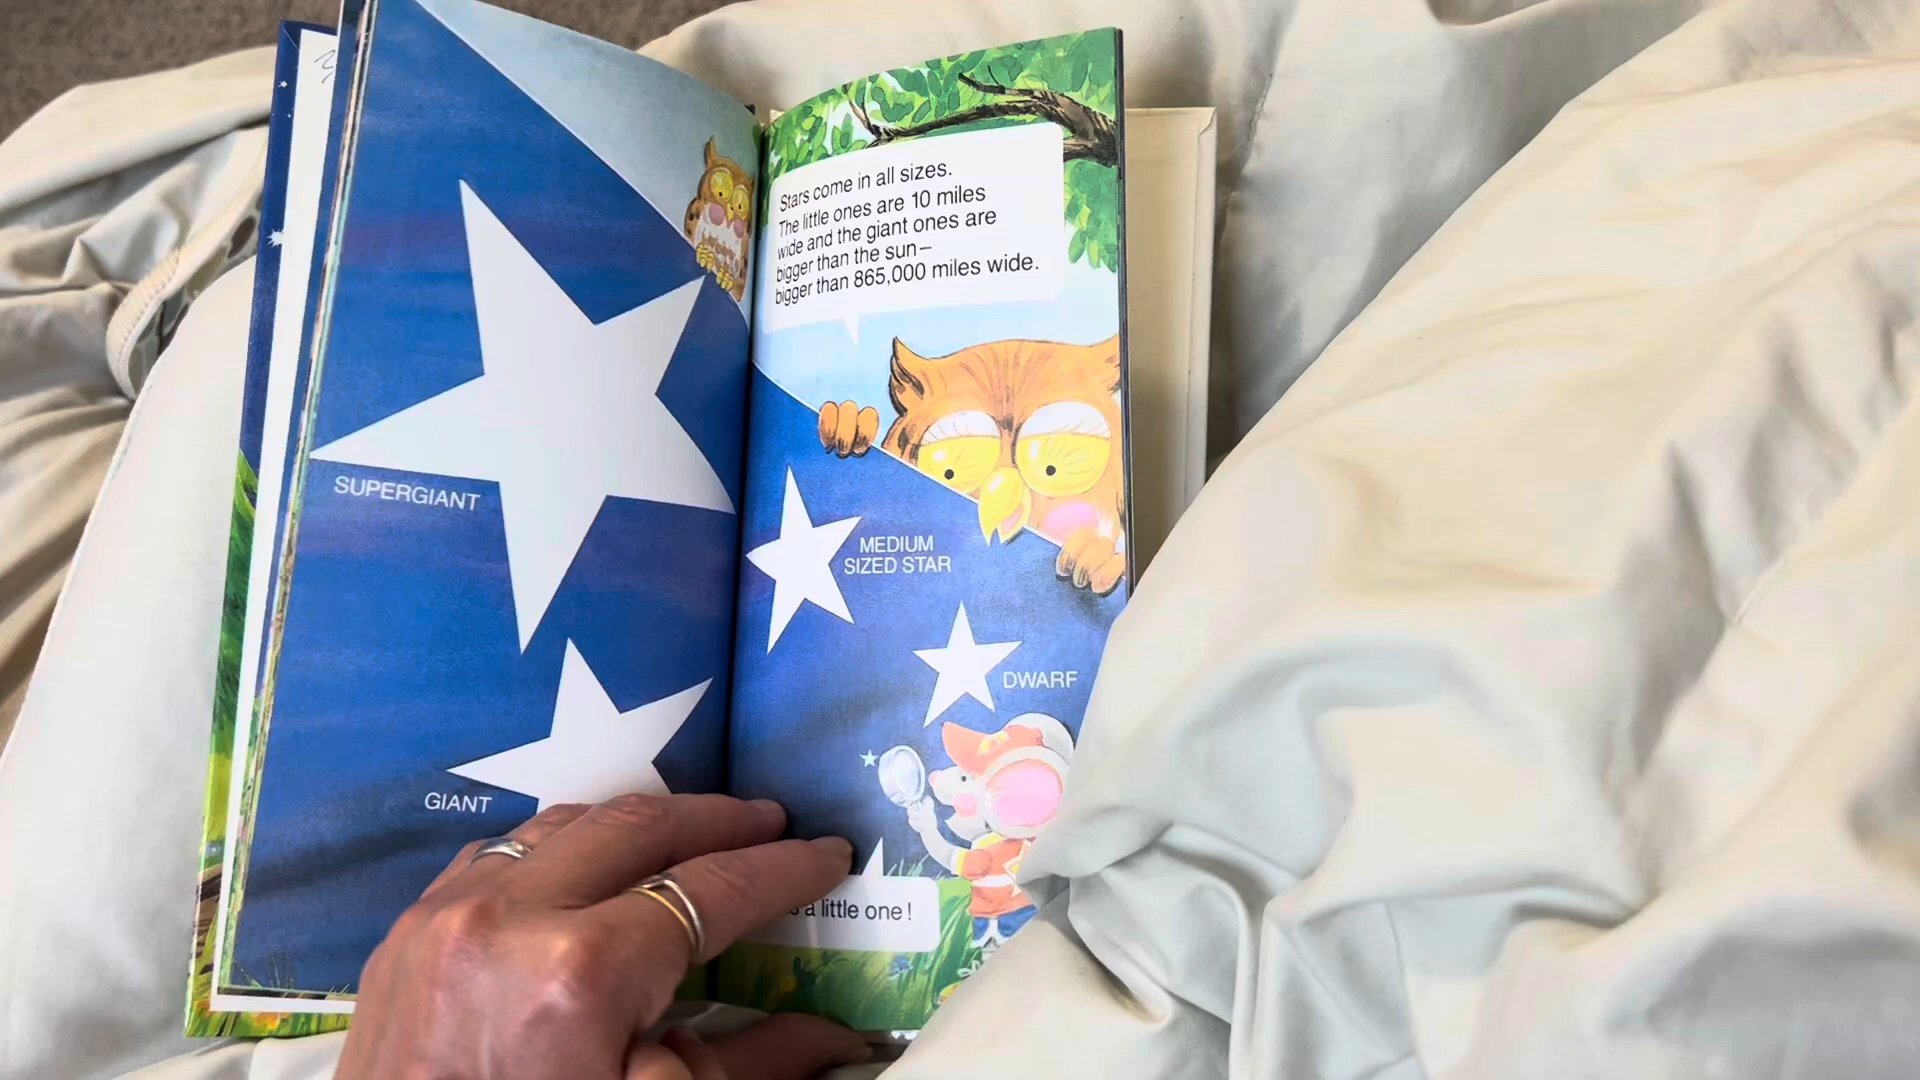 SUPERGIANT
GIANT
Stars come in all sizes.
The little ones are 10 miles
wide and the giant ones are
bigger than the sun–
bigger than 865,000 miles wide.
MEDIUM
SIZED STAR
DWARF
a little one!